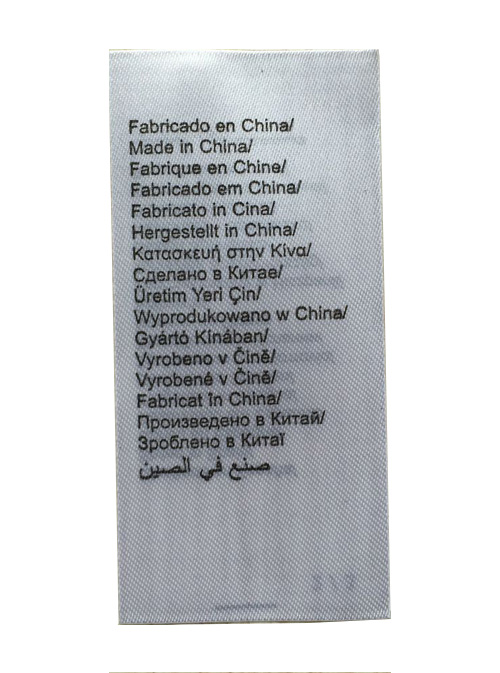 Fabricado en China/
Made in China/
Fabrique en Chine/
Fabricado em China/
Fabricato in Cina/
Hergestellt in China/
Κατασκευή στην Κίνα/
Сделано в Китае/
Üretim Yeri Çin/
Wyprodukowano w China/
Gyártó Kínában/
Vyrobeno v Čině/
Vyrobené v Čině/
Fabricat în China/
Произведено в Китай/
Зроблено в Китаї
صنع في الصين